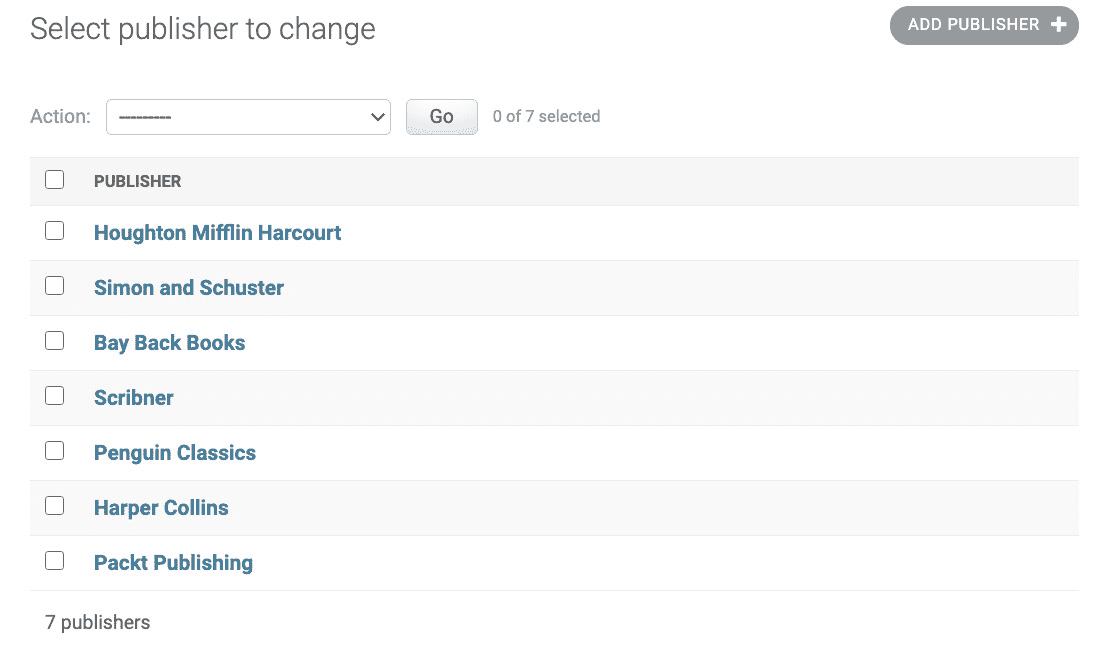 Select publisher to change
ADD PUBLISHER +
Action: --------- Go 0 of 7 selected
PUBLISHER
Houghton Mifflin Harcourt
Simon and Schuster
Bay Back Books
Scribner
Penguin Classics
Harper Collins
Packt Publishing
7 publishers